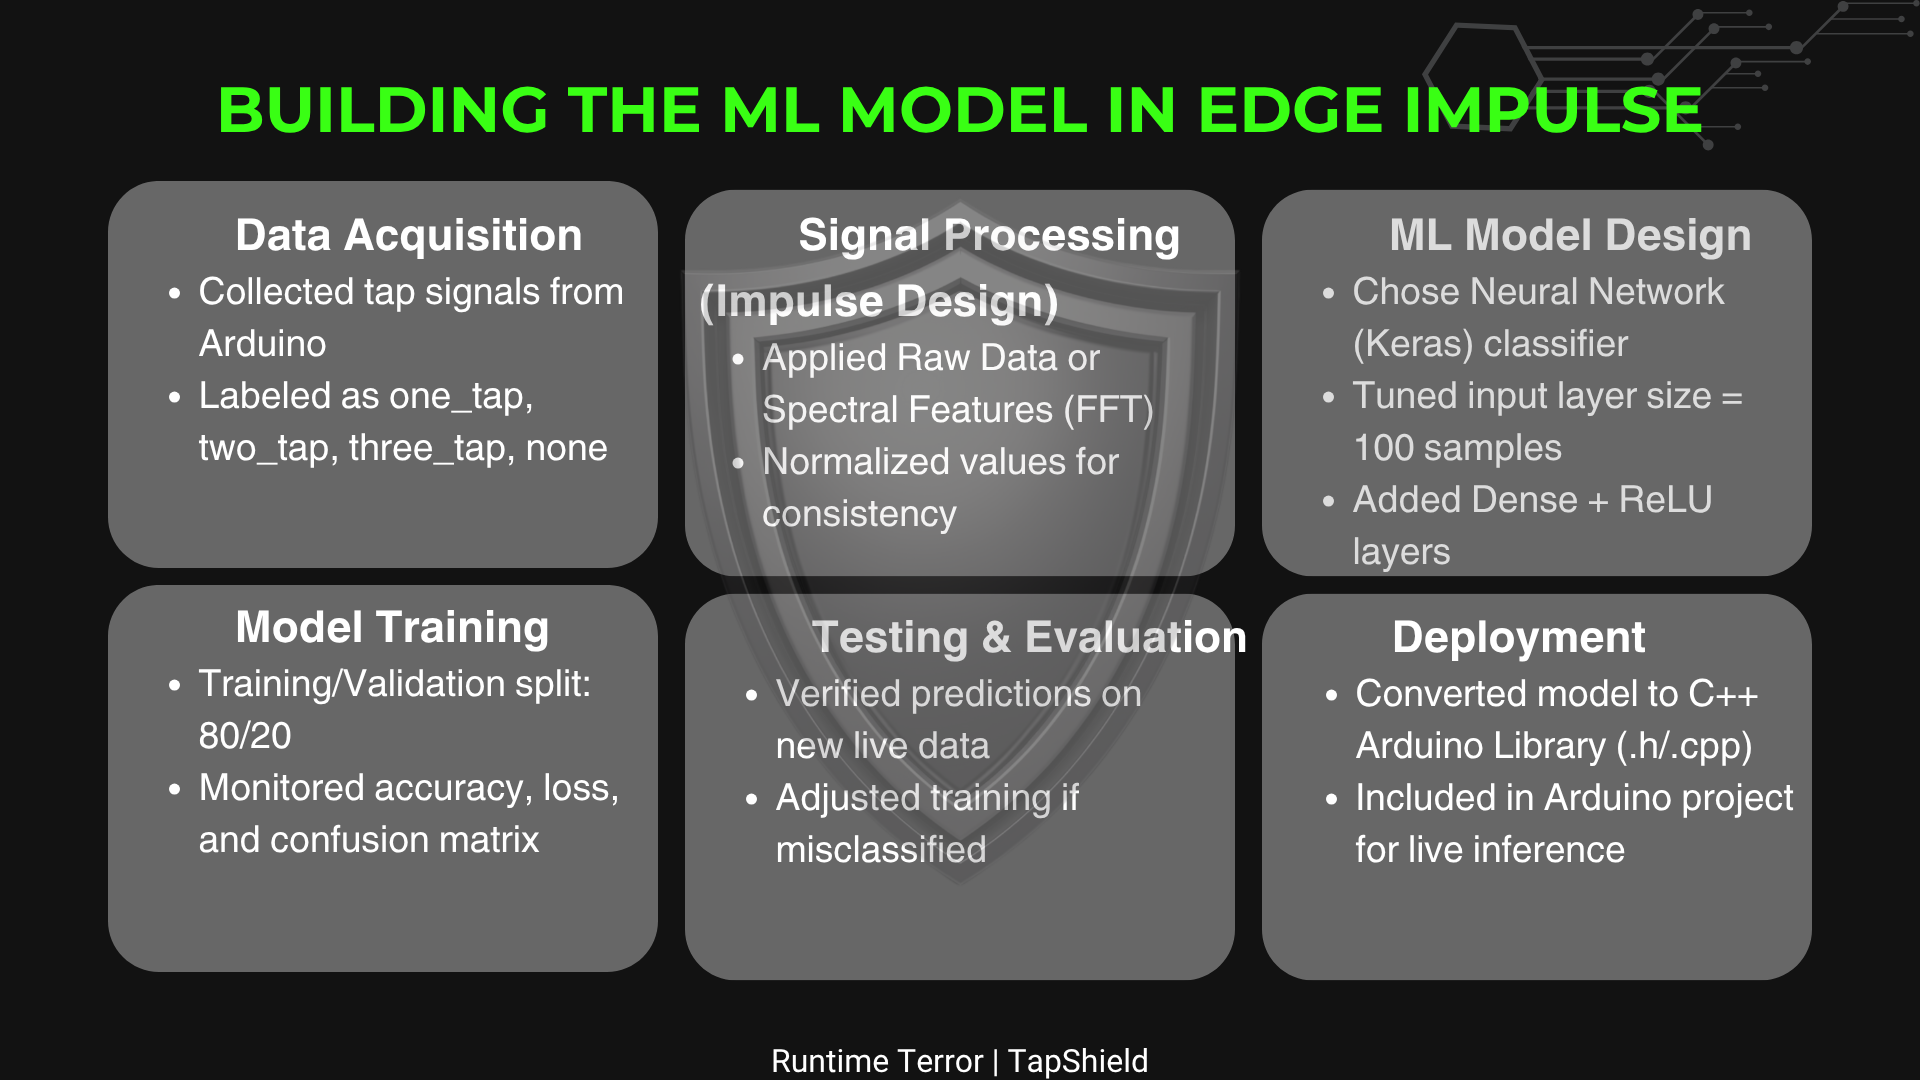 BUILDING THE ML MODEL IN EDGE IMPULSE
Data Acquisition
• Collected tap signals from
Arduino
• Labeled as one_tap,
two_tap, three_tap, none
Signal Processing
(Impulse Design)
• Applied Raw Data or
Spectral Features (FFT)
• Normalized values for
consistency
ML Model Design
• Chose Neural Network
(Keras) classifier
• Tuned input layer size =
100 samples
• Added Dense + ReLU
layers
Model Training
• Training/Validation split:
80/20
• Monitored accuracy, loss,
and confusion matrix
Testing & Evaluation
• Verified predictions on
new live data
• Adjusted training if
misclassified
Deployment
• Converted model to C++
Arduino Library (.h/.cpp)
• Included in Arduino project
for live inference
Runtime Terror | TapShield